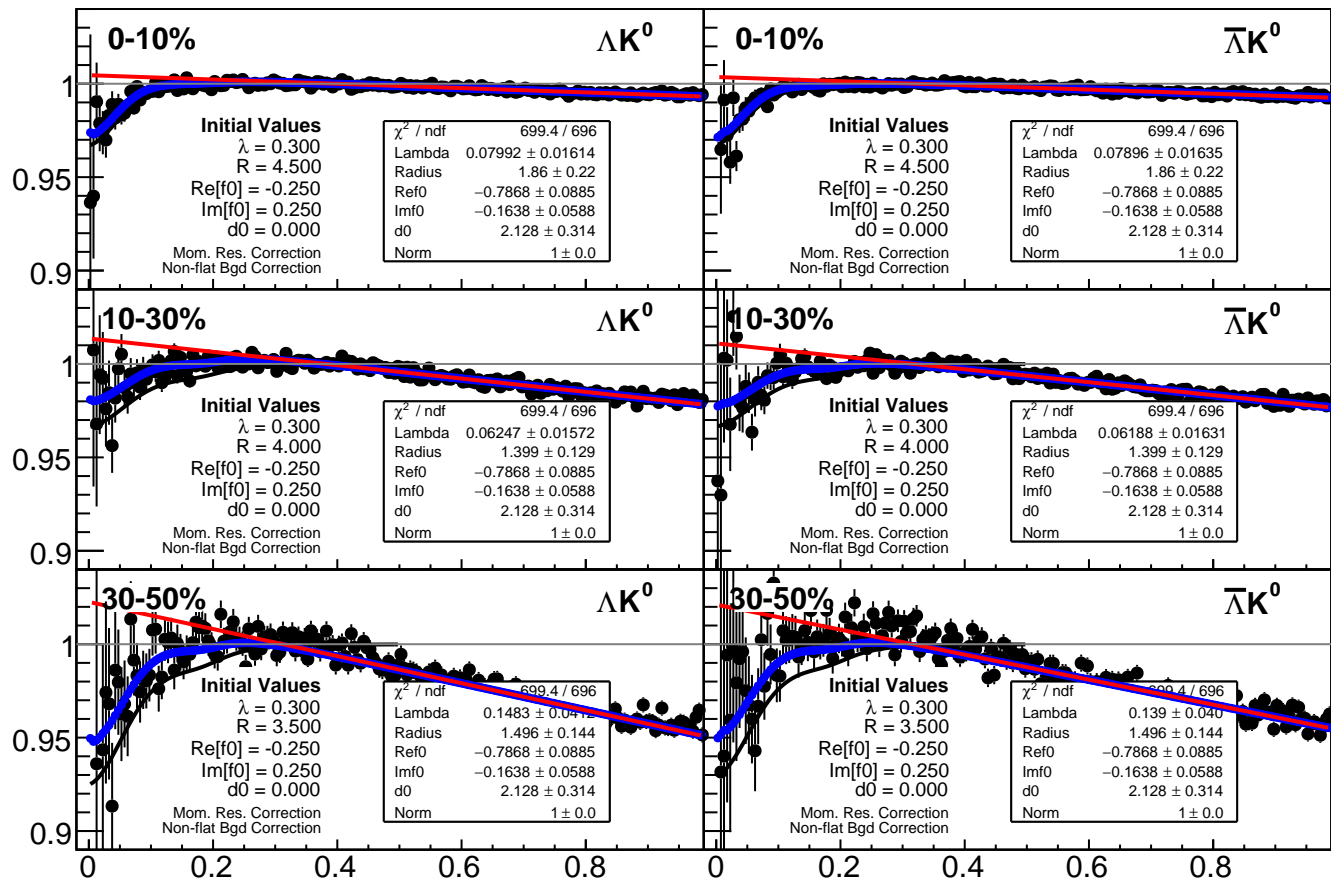 0-10%
ΛK⁰
Initial Values
λ = 0.300
R = 4.500
Re[f0] = -0.250
Im[f0] = 0.250
d0 = 0.000
Mom. Res. Correction
Non-flat Bgd Correction
χ² / ndf 699.4 / 696
Lambda 0.07992 ± 0.01614
Radius 1.86 ± 0.22
Ref0 −0.7868 ± 0.0885
Imf0 −0.1638 ± 0.0588
d0 2.128 ± 0.314
Norm 1 ± 0.0
1
0.95
0.9
0-10%
Λ̅K⁰
Initial Values
λ = 0.300
R = 4.500
Re[f0] = -0.250
Im[f0] = 0.250
d0 = 0.000
Mom. Res. Correction
Non-flat Bgd Correction
χ² / ndf 699.4 / 696
Lambda 0.07896 ± 0.01635
Radius 1.86 ± 0.22
Ref0 −0.7868 ± 0.0885
Imf0 −0.1638 ± 0.0588
d0 2.128 ± 0.314
Norm 1 ± 0.0
10-30%
ΛK⁰
Initial Values
λ = 0.300
R = 4.000
Re[f0] = -0.250
Im[f0] = 0.250
d0 = 0.000
Mom. Res. Correction
Non-flat Bgd Correction
χ² / ndf 699.4 / 696
Lambda 0.06247 ± 0.01572
Radius 1.399 ± 0.129
Ref0 −0.7868 ± 0.0885
Imf0 −0.1638 ± 0.0588
d0 2.128 ± 0.314
Norm 1 ± 0.0
1
0.95
0.9
10-30%
Λ̅K⁰
Initial Values
λ = 0.300
R = 4.000
Re[f0] = -0.250
Im[f0] = 0.250
d0 = 0.000
Mom. Res. Correction
Non-flat Bgd Correction
χ² / ndf 699.4 / 696
Lambda 0.06188 ± 0.01631
Radius 1.399 ± 0.129
Ref0 −0.7868 ± 0.0885
Imf0 −0.1638 ± 0.0588
d0 2.128 ± 0.314
Norm 1 ± 0.0
30-50%
ΛK⁰
Initial Values
λ = 0.300
R = 3.500
Re[f0] = -0.250
Im[f0] = 0.250
d0 = 0.000
Mom. Res. Correction
Non-flat Bgd Correction
χ² / ndf 699.4 / 696
Lambda 0.1483 ± 0.0412
Radius 1.496 ± 0.144
Ref0 −0.7868 ± 0.0885
Imf0 −0.1638 ± 0.0588
d0 2.128 ± 0.314
Norm 1 ± 0.0
1
0.95
0.9
0 0.2 0.4 0.6 0.8
30-50%
Λ̅K⁰
Initial Values
λ = 0.300
R = 3.500
Re[f0] = -0.250
Im[f0] = 0.250
d0 = 0.000
Mom. Res. Correction
Non-flat Bgd Correction
χ² / ndf 699.4 / 696
Lambda 0.139 ± 0.040
Radius 1.496 ± 0.144
Ref0 −0.7868 ± 0.0885
Imf0 −0.1638 ± 0.0588
d0 2.128 ± 0.314
Norm 1 ± 0.0
0 0.2 0.4 0.6 0.8